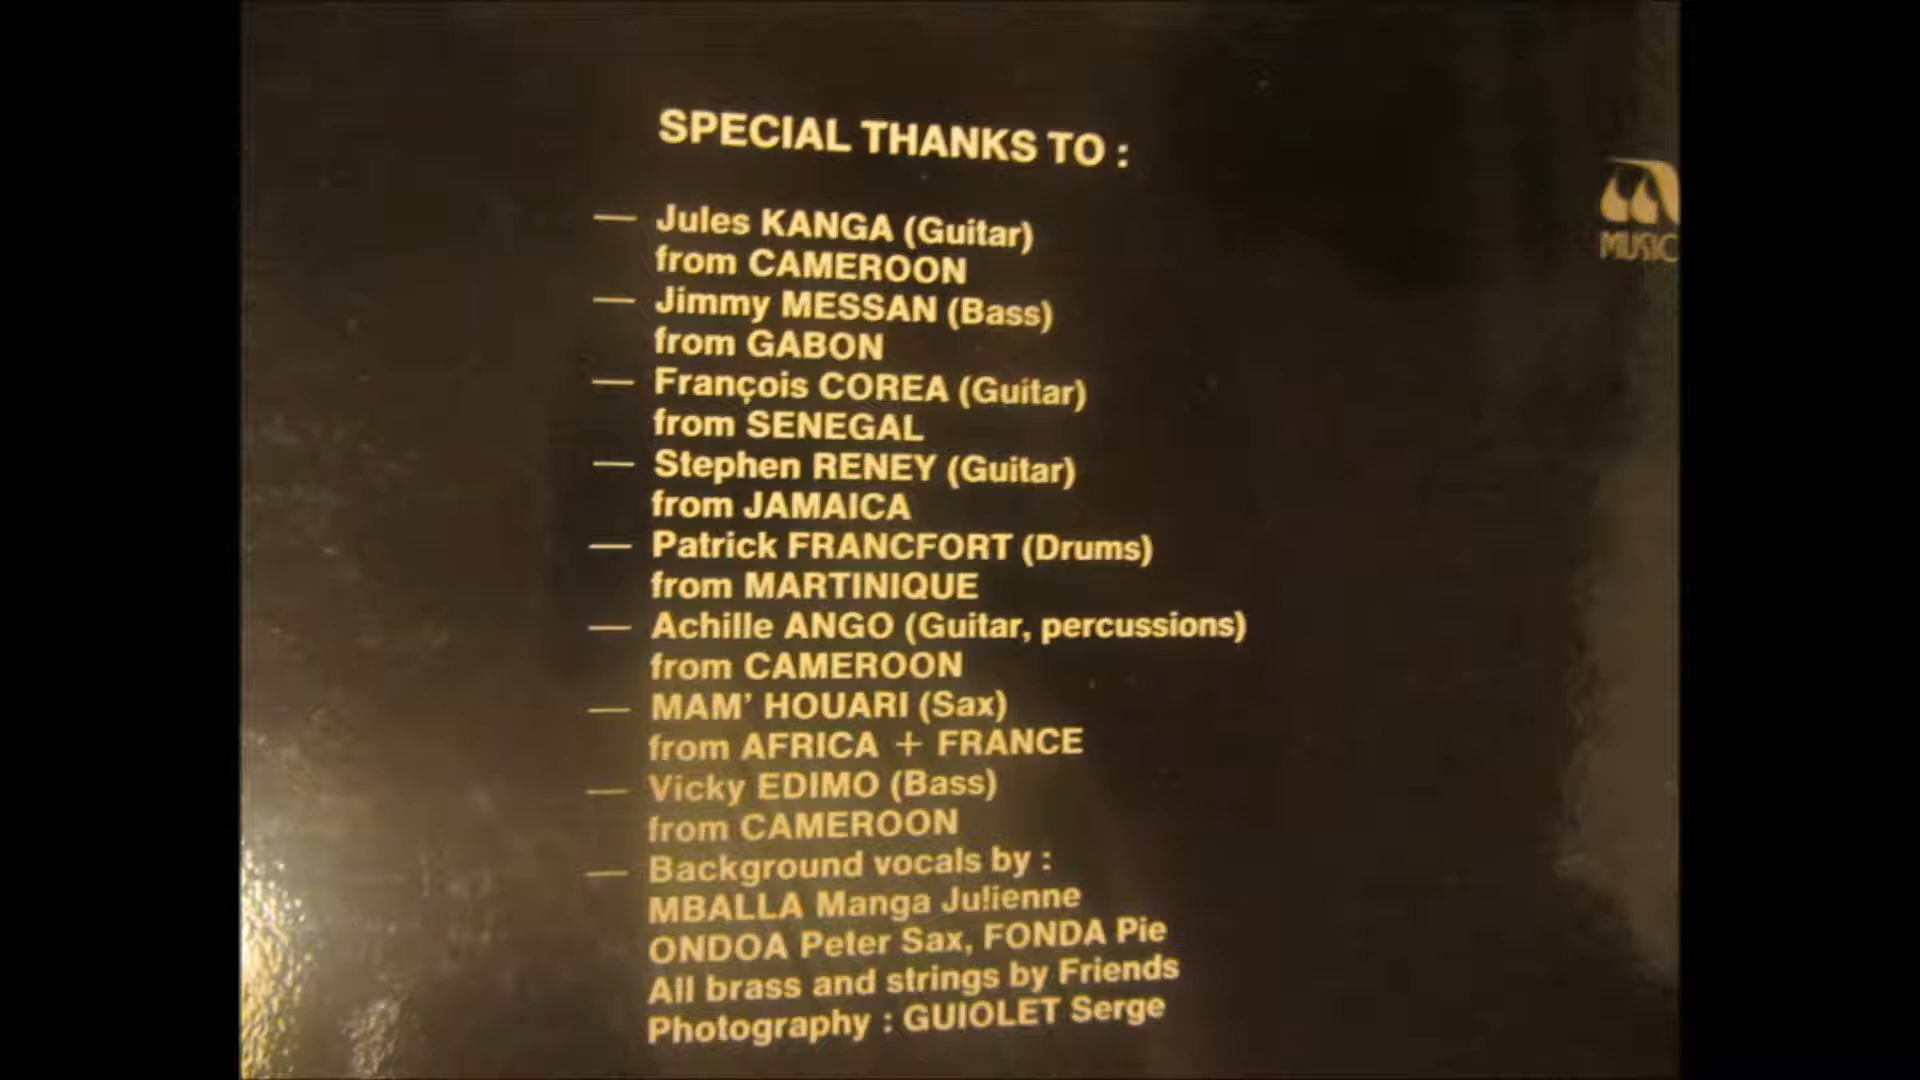 SPECIAL THANKS TO :
— Jules KANGA (Guitar)
from CAMEROON
— Jimmy MESSAN (Bass)
from GABON
— François COREA (Guitar)
from SENEGAL
— Stephen RENEY (Guitar)
from JAMAICA
— Patrick FRANCFORT (Drums)
from MARTINIQUE
— Achille ANGO (Guitar, percussions)
from CAMEROON
— MAM' HOUARI (Sax)
from AFRICA + FRANCE
— Vicky EDIMO (Bass)
from CAMEROON
— Background vocals by :
MBALLA Manga Julienne
ONDOA Peter Sax, FONDA Pie
All brass and strings by Friends
Photography : GUIOLET Serge
MUSIC